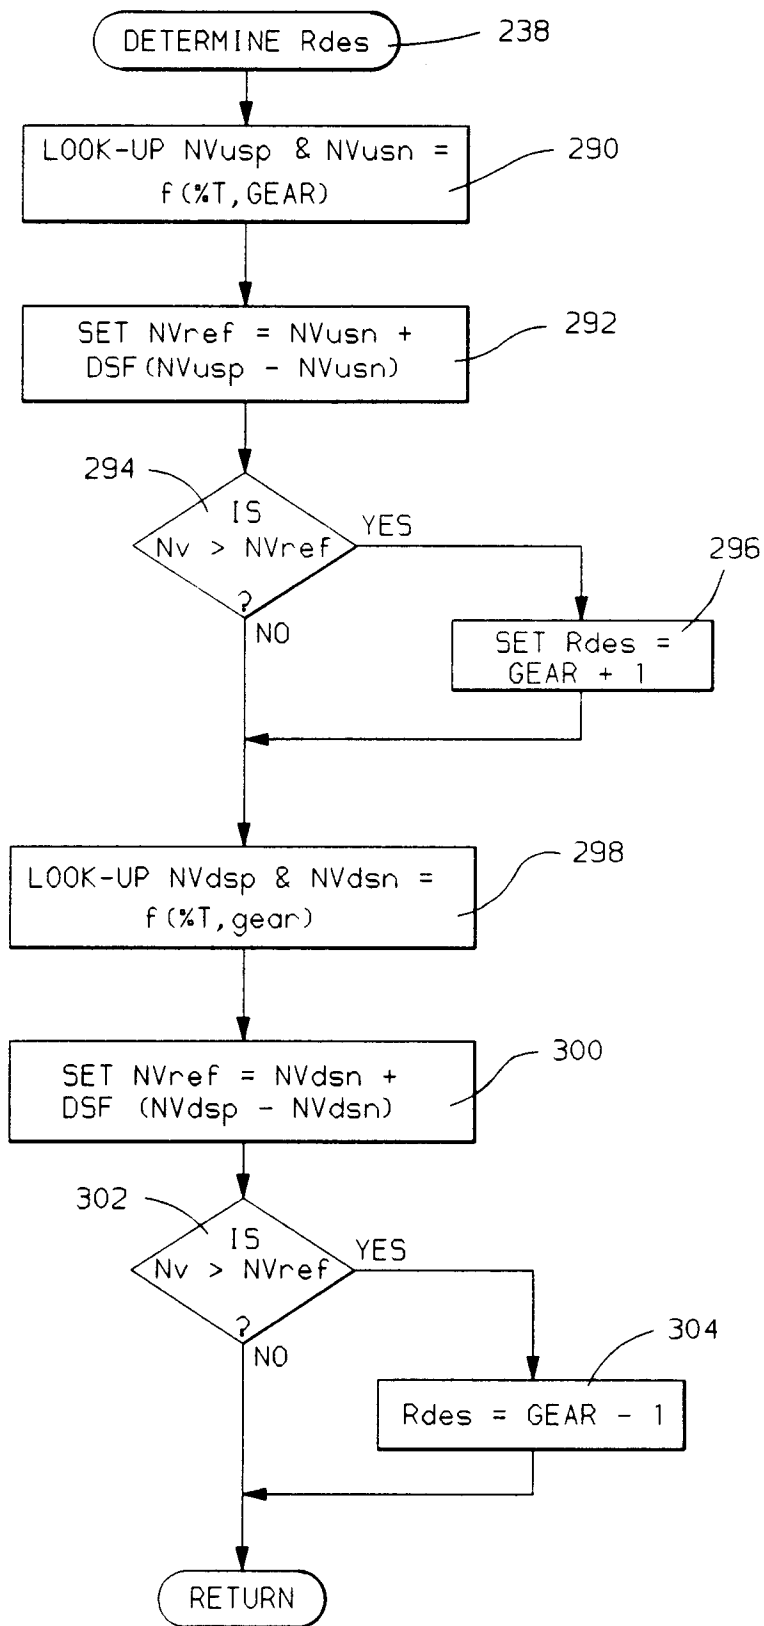 DETERMINE Rdes
238
LOOK-UP NVusp & NVusn =
f(%T,GEAR)
290
SET NVref = NVusn +
DSF(NVusp - NVusn)
292
294
IS
Nv > NVref
?
YES
NO
296
SET Rdes =
GEAR + 1
LOOK-UP NVdsp & NVdsn =
f(%T,gear)
298
SET NVref = NVdsn +
DSF (NVdsp - NVdsn)
300
302
IS
Nv > NVref
?
YES
NO
304
Rdes = GEAR - 1
RETURN